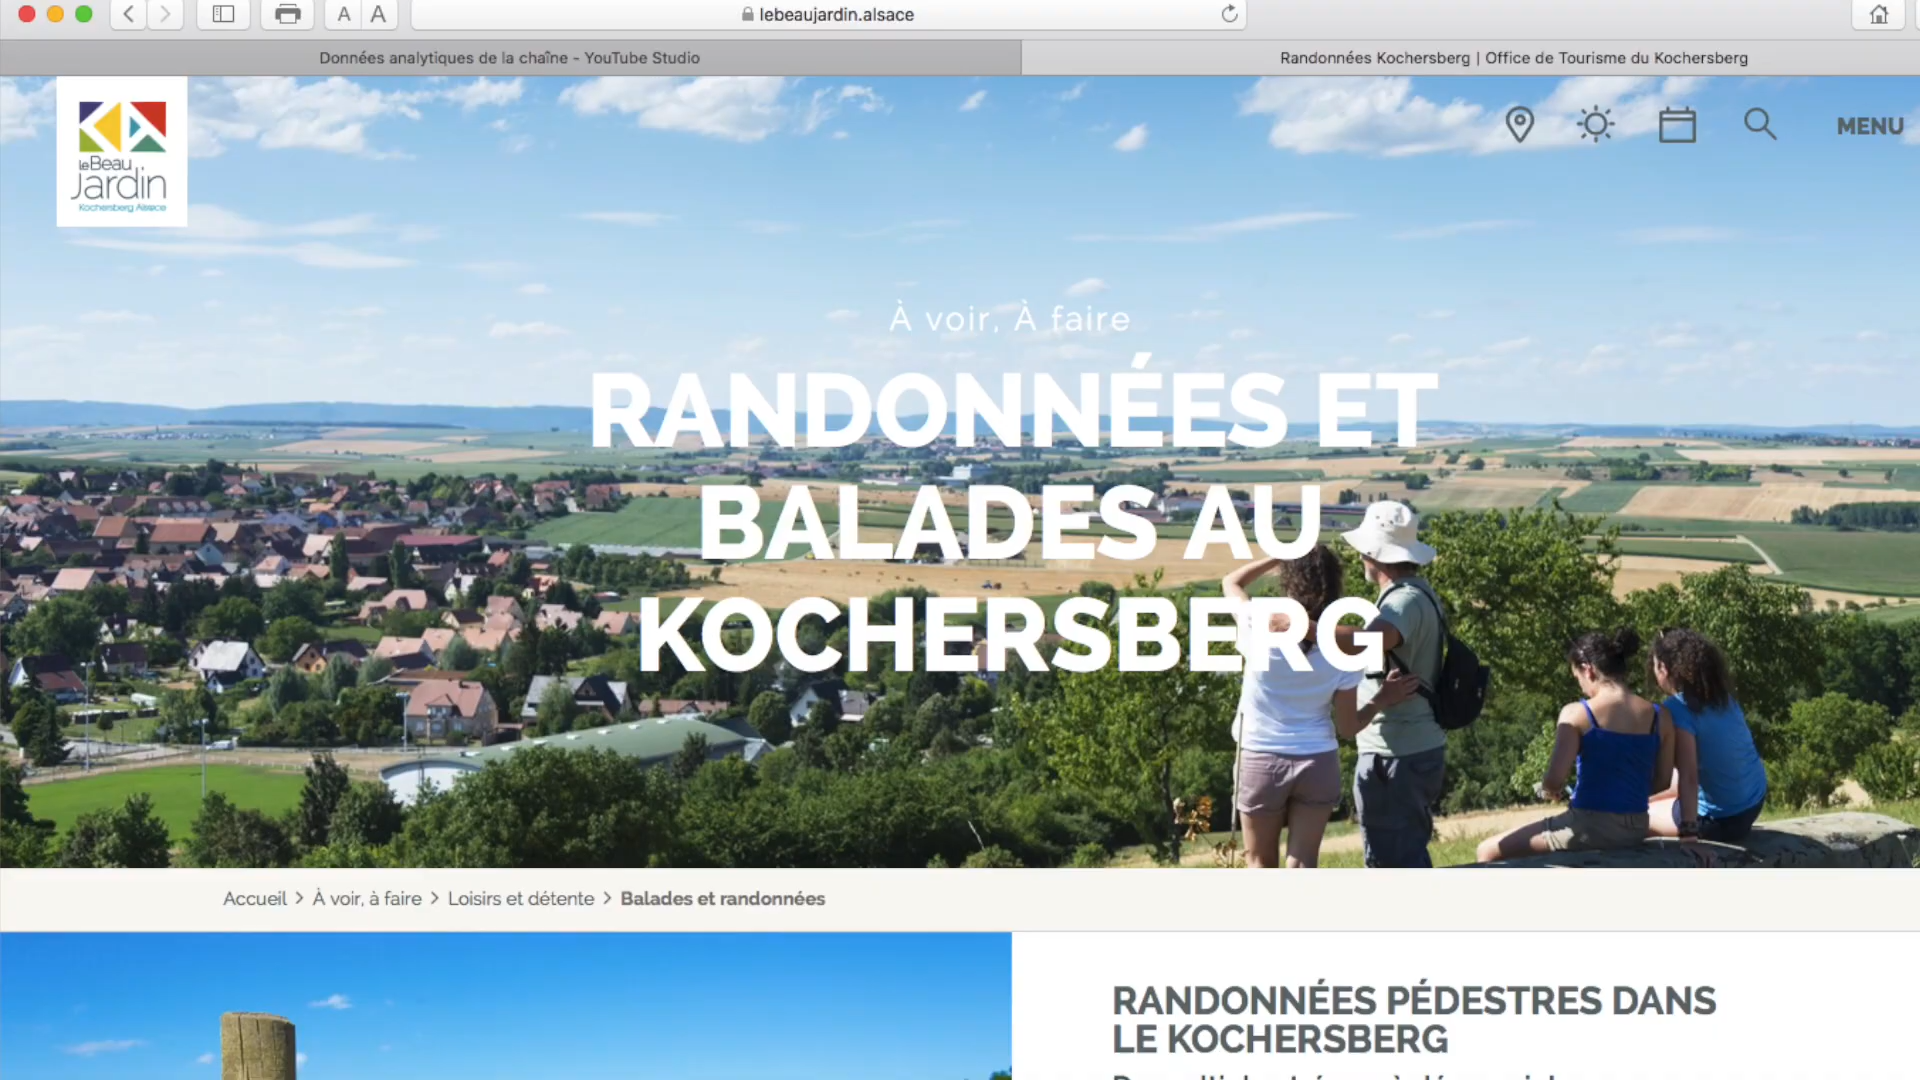 A A
lebeaujardin.alsace
Données analytiques de la chaîne - YouTube Studio
Randonnées Kochersberg | Office de Tourisme du Kochersberg
le Beau
Jardin
Kochersberg Alsace
MENU
À voir, À faire
RANDONNÉES ET
BALADES AU
KOCHERSBERG
Accueil > À voir, à faire > Loisirs et détente > Balades et randonnées
RANDONNÉES PÉDESTRES DANS
LE KOCHERSBERG